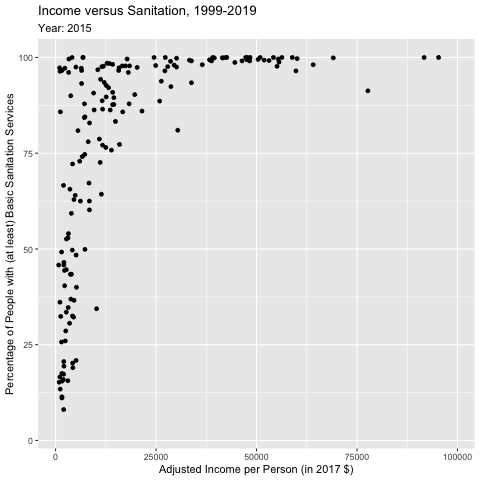 Income versus Sanitation, 1999-2019
Year: 2015
Percentage of People with (at least) Basic Sanitation Services
100
75
50
25
0
0 25000 50000 75000 100000
Adjusted Income per Person (in 2017 $)